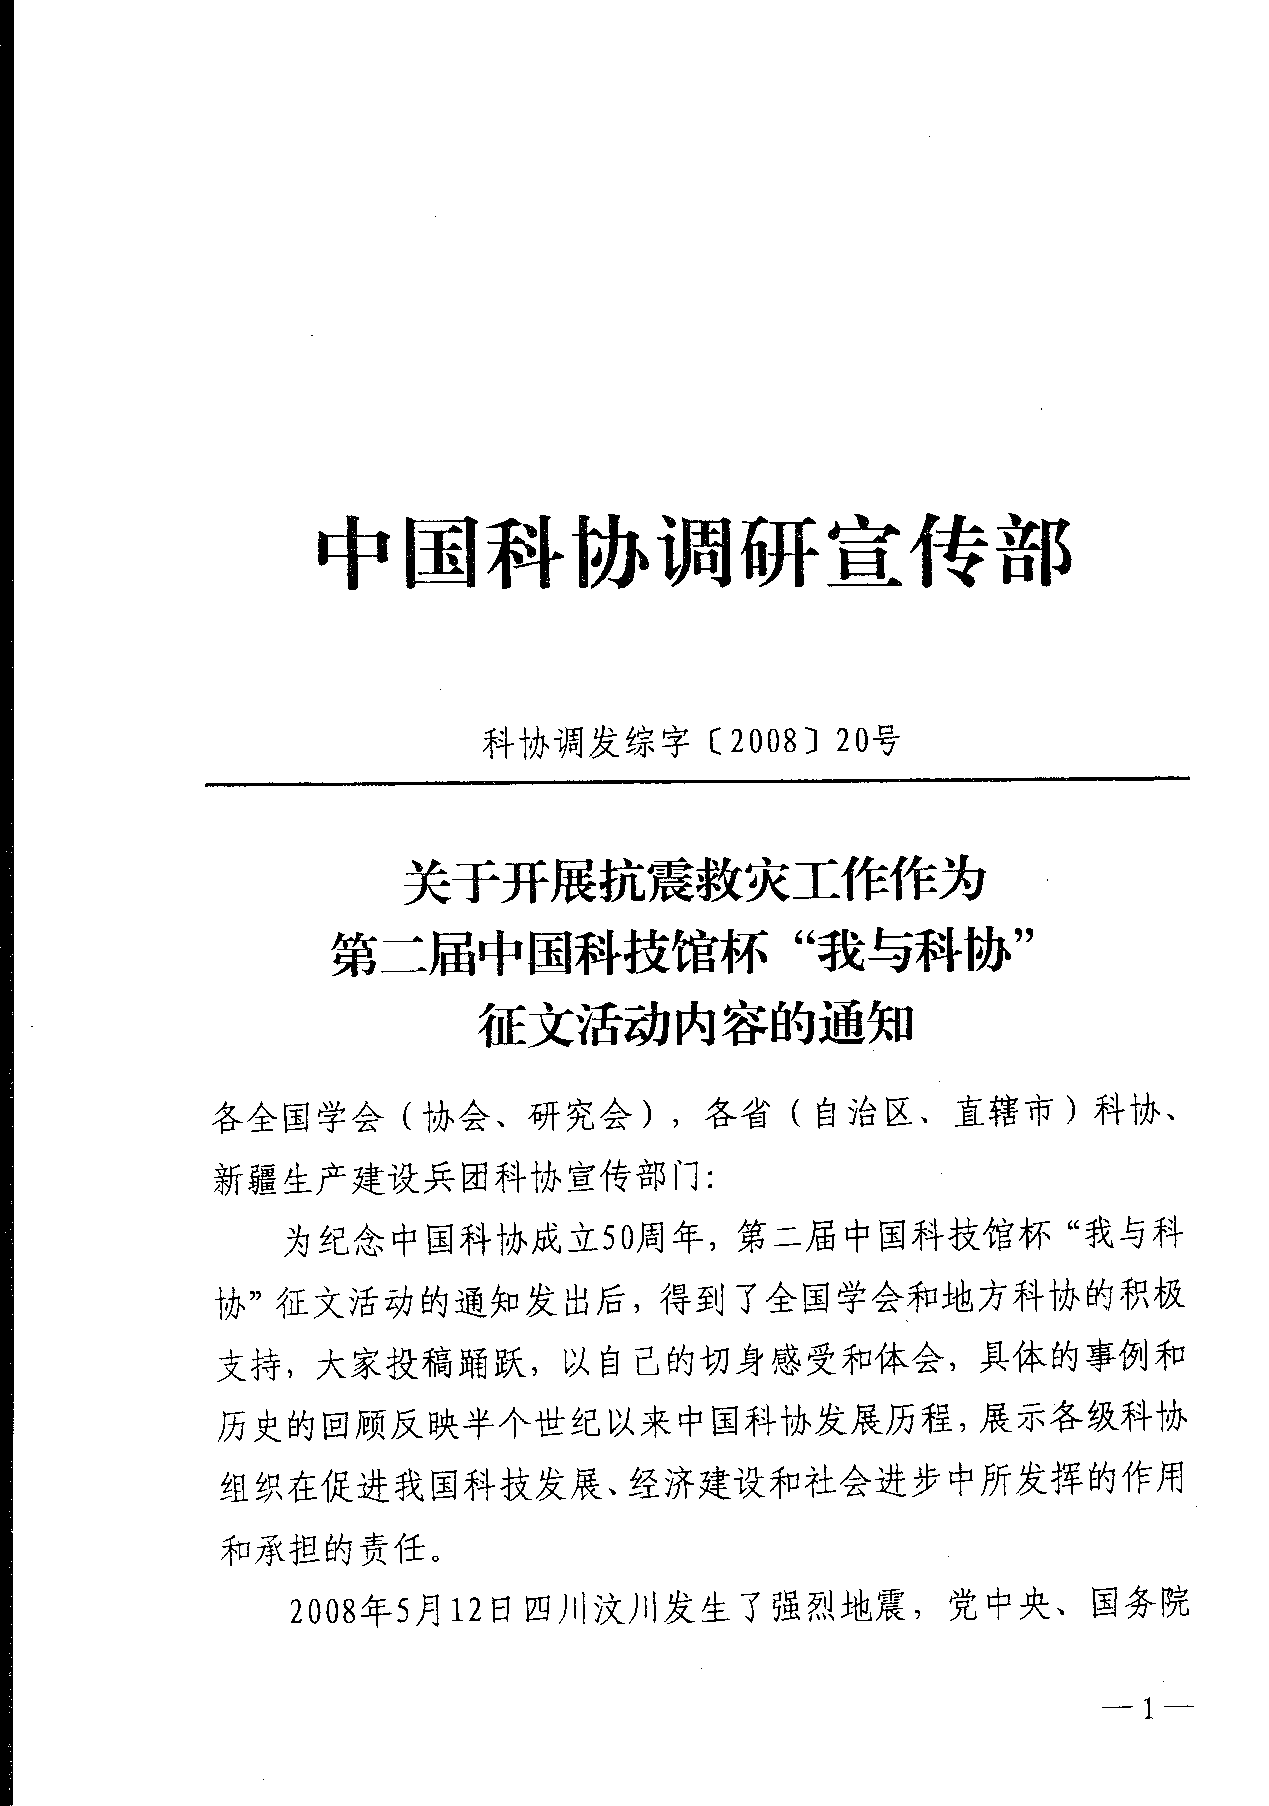 中国科协调研宣传部
科协调发综字〔2008〕20号
关于开展抗震救灾工作作为
第二届中国科技馆杯“我与科协”
征文活动内容的通知
各全国学会（协会、研究会），各省（自治区、直辖市）科协、
新疆生产建设兵团科协宣传部门：
为纪念中国科协成立50周年，第二届中国科技馆杯“我与科
协”征文活动的通知发出后，得到了全国学会和地方科协的积极
支持，大家投稿踊跃，以自己的切身感受和体会，具体的事例和
历史的回顾反映半个世纪以来中国科协发展历程，展示各级科协
组织在促进我国科技发展、经济建设和社会进步中所发挥的作用
和承担的责任。
2008年5月12日四川汶川发生了强烈地震，党中央、国务院
—1—